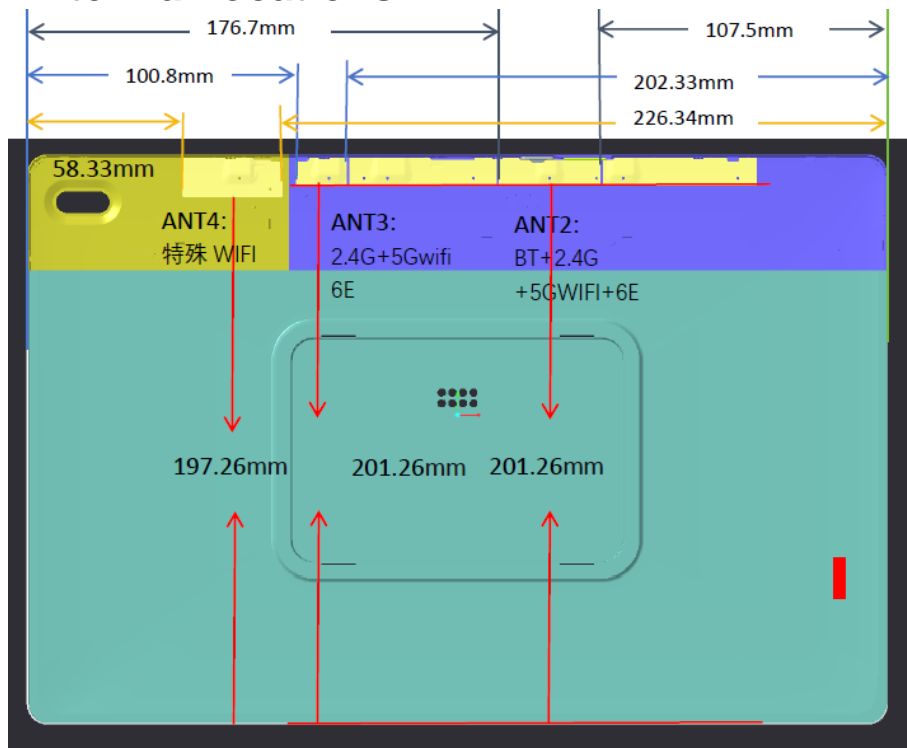 176.7mm
107.5mm
100.8mm
202.33mm
226.34mm
58.33mm
ANT4:
特殊 WIFI
ANT3:
2.4G+5Gwifi
6E
ANT2:
BT+2.4G
+5GWIFI+6E
197.26mm
201.26mm
201.26mm